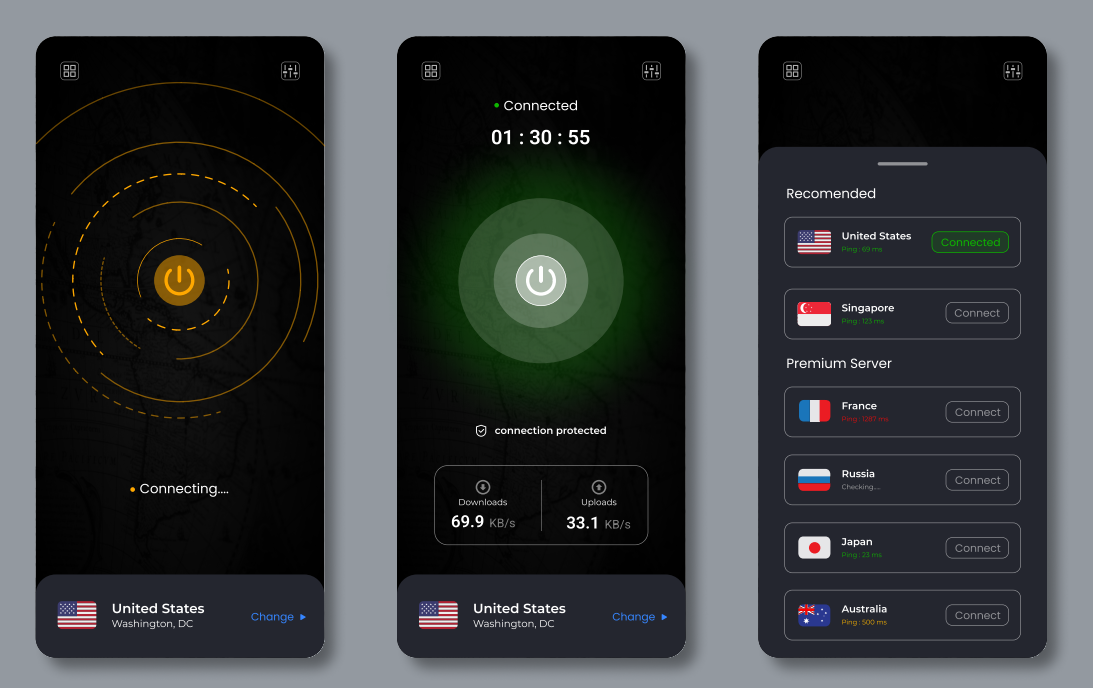 Connecting....
United States
Washington, DC
Change
Connected
01 : 30 : 55
connection protected
Downloads
Uploads
69.9 KB/s
33.1 KB/s
United States
Washington, DC
Change
Recomended
United States
Ping : 69 ms
Connected
Singapore
Ping : 123 ms
Connect
Premium Server
France
Ping : 1287 ms
Connect
Russia
Checking....
Connect
Japan
Ping : 23 ms
Connect
Australia
Ping : 500 ms
Connect